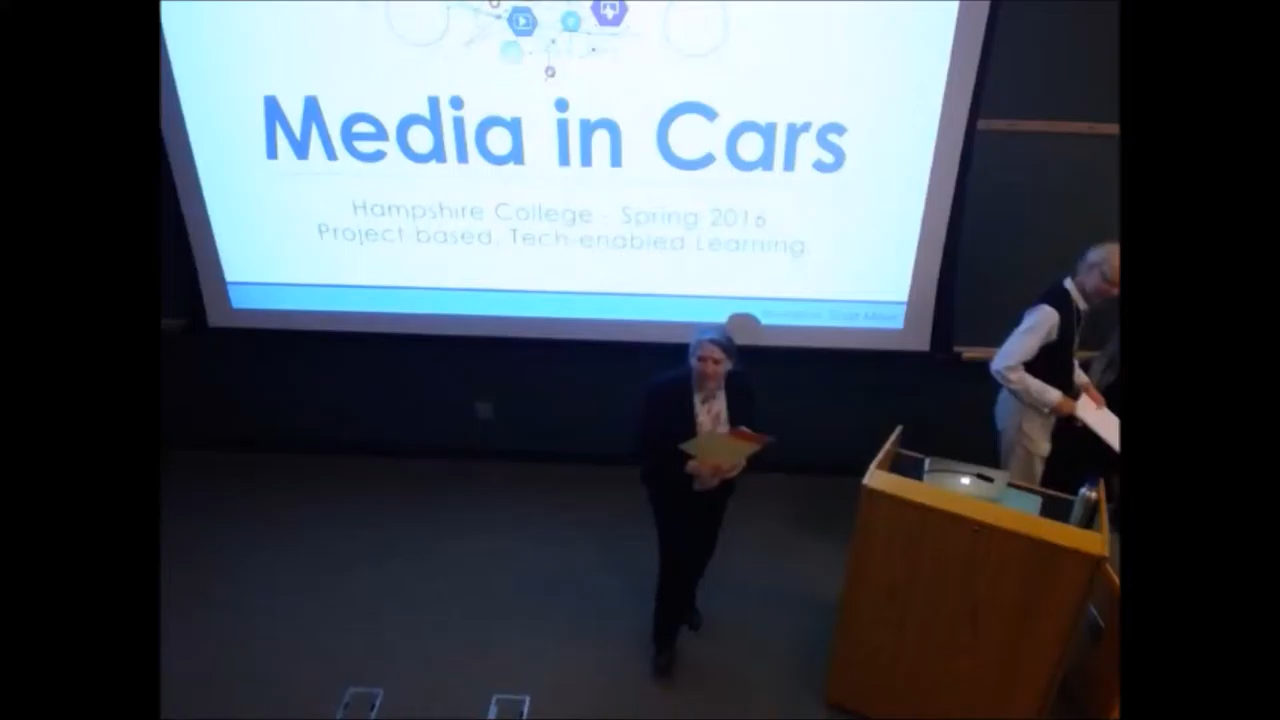 Media in Cars
Hampshire College - Spring 2016
Project-based, Tech-enabled Learning